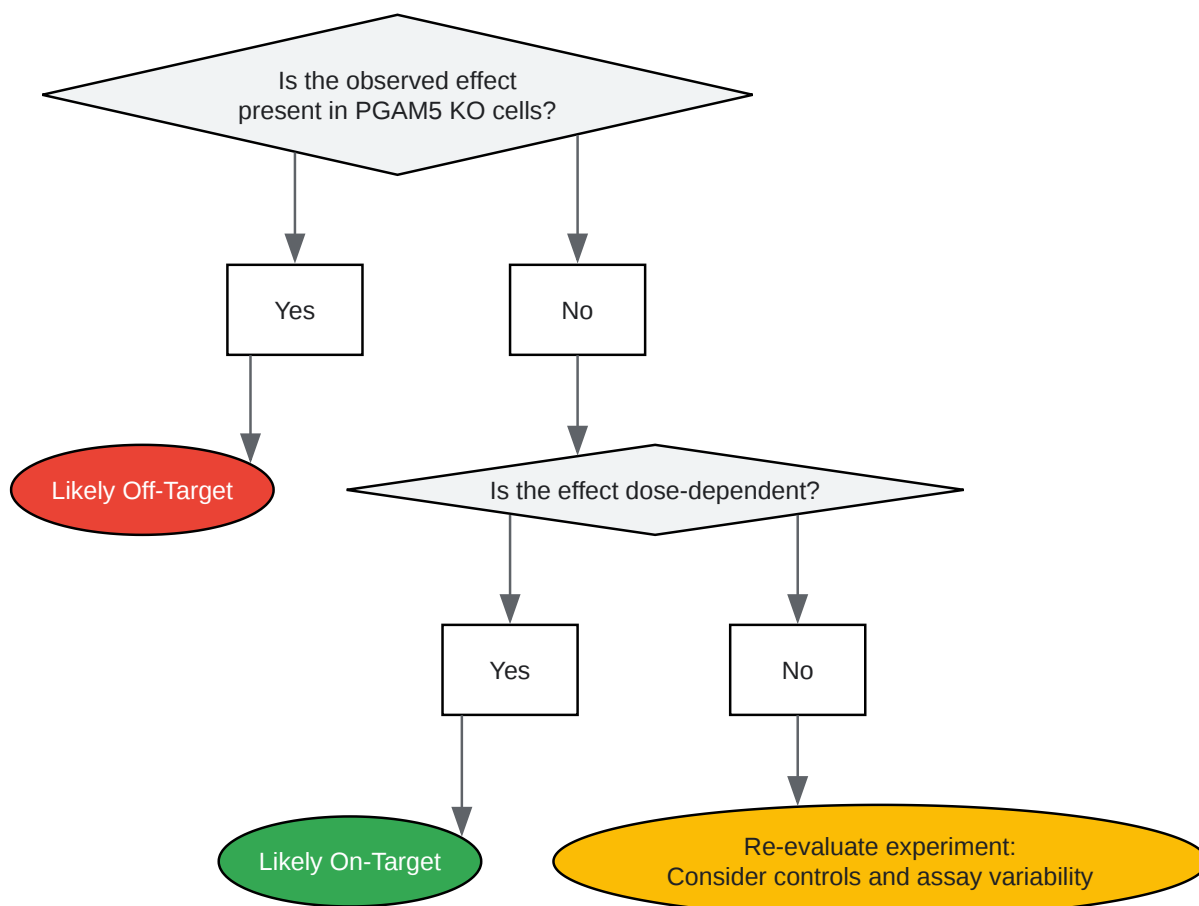 Is the observed effect
present in PGAM5 KO cells?
Yes
No
Likely Off-Target
Is the effect dose-dependent?
Yes
No
Likely On-Target
Re-evaluate experiment:
Consider controls and assay variability